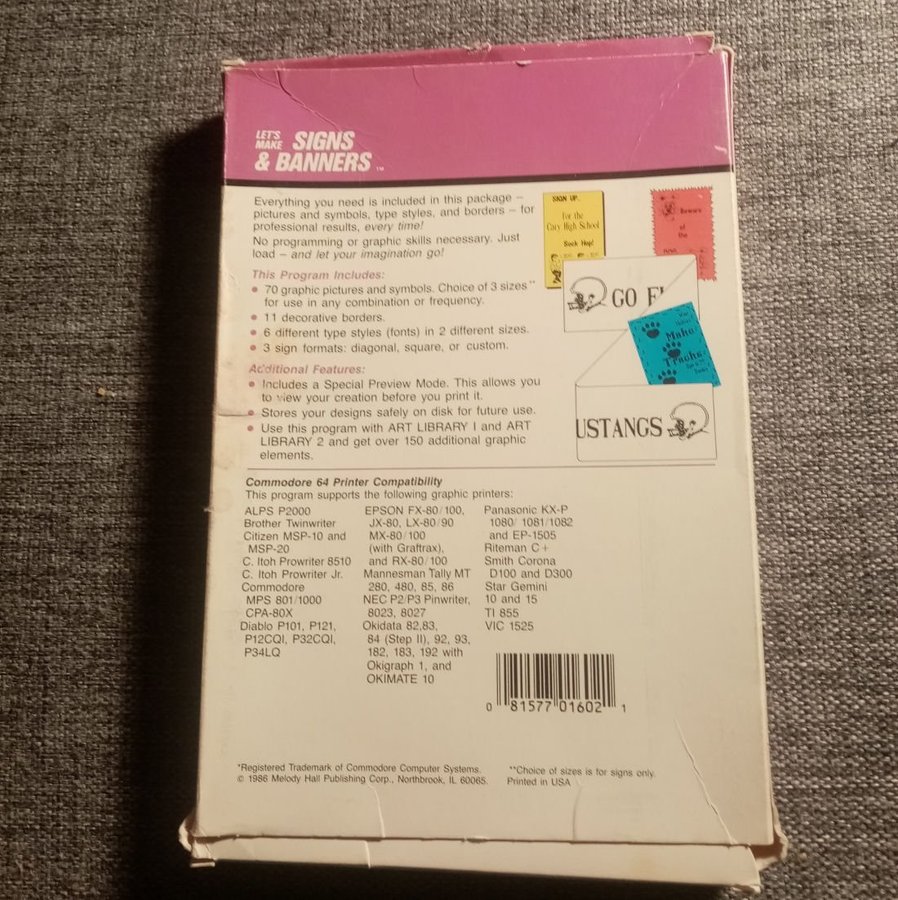 LET'S MAKE SIGNS & BANNERS ™
Everything you need is included in this package –
pictures and symbols, type styles, and borders – for
professional results, every time!
No programming or graphic skills necessary. Just
load – and let your imagination go!
This Program Includes:
• 70 graphic pictures and symbols. Choice of 3 sizes**
for use in any combination or frequency.
• 11 decorative borders.
• 6 different type styles (fonts) in 2 different sizes.
• 3 sign formats: diagonal, square, or custom.
Additional Features:
• Includes a Special Preview Mode. This allows you
to view your creation before you print it.
• Stores your designs safely on disk for future use.
• Use this program with ART LIBRARY 1 and ART
LIBRARY 2 and get over 150 additional graphic
elements.
SIGN UP
For the
Cary High School
Sock Hop!
Beware
of the
GO
USTANGS
Make
Tracks
Commodore 64 Printer Compatibility
This program supports the following graphic printers:
ALPS P2000
Brother Twinwriter
Citizen MSP-10 and
MSP-20
C. Itoh Prowriter 8510
C. Itoh Prowriter Jr.
Commodore
MPS 801/1000
CPA-80X
Diablo P101, P121,
P12CQI, P32CQI,
P34LQ
EPSON FX-80/100,
JX-80, LX-80/90
MX-80/100
(with Graftrax),
and RX-80/100
Mannesman Tally MT
280, 480, 85, 86
NEC P2/P3 Pinwriter,
8023, 8027
Okidata 82,83,
84 (Step II), 92, 93,
182, 183, 192 with
Okigraph 1, and
OKIMATE 10
Panasonic KX-P
1080/ 1081/1082
and EP-1505
Riteman C+
Smith Corona
D100 and D300
Star Gemini
10 and 15
TI 855
VIC 1525
0 81577 01602 1
*Registered Trademark of Commodore Computer Systems.
© 1986 Melody Hall Publishing Corp., Northbrook, IL 60065.
**Choice of sizes is for signs only.
Printed in USA